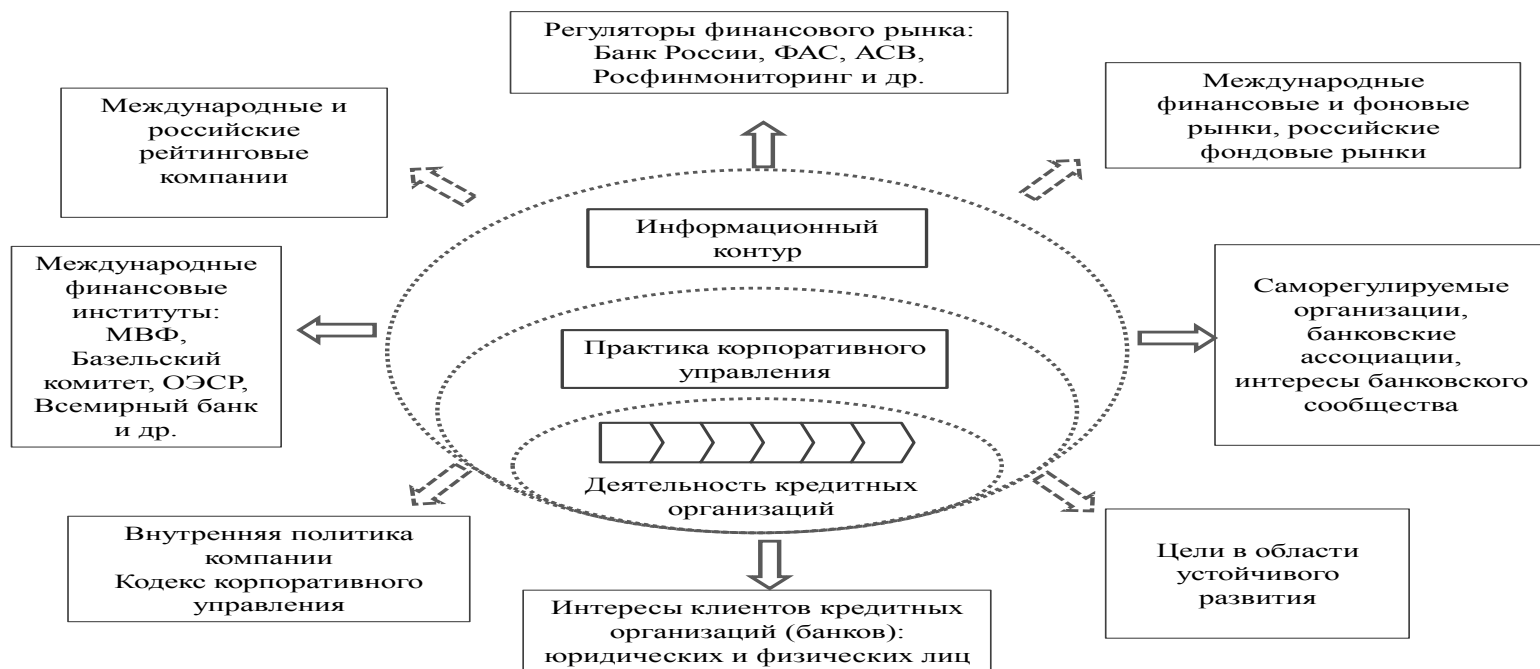 Регуляторы финансового рынка:
Банк России, ФАС, АСВ,
Росфинмониторинг и др.
Международные и
российские
рейтинговые
компании
Международные
финансовые и фоновые
рынки, российские
фондовые рынки
Информационный
контур
Международные
финансовые
институты:
МВФ,
Базельский
комитет, ОЭСР,
Всемирный банк
и др.
Практика корпоративного
управления
Саморегулируемые
организации,
банковские
ассоциации,
интересы банковского
сообщества
Деятельность кредитных
организаций
Внутренняя политика
компании
Кодекс корпоративного
управления
Интересы клиентов кредитных
организаций (банков):
юридических и физических лиц
Цели в области
устойчивого
развития